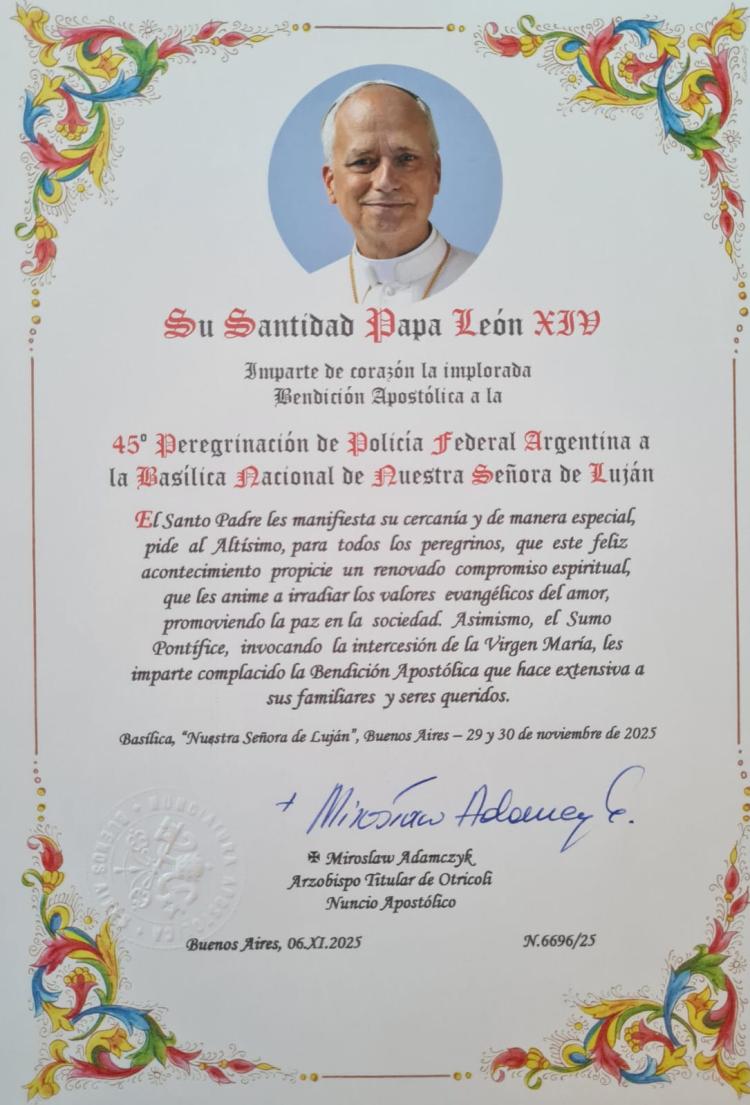 Su Santidad Papa León XIV
Imparte de corazón la implorada
Bendición Apostólica a la
45º Peregrinación de Policía Federal Argentina a
la Basílica Nacional de Nuestra Señora de Luján
El Santo Padre les manifiesta su cercanía y de manera especial,
pide al Altísimo, para todos los peregrinos, que este feliz
acontecimiento propicie un renovado compromiso espiritual,
que les anime a irradiar los valores evangélicos del amor,
promoviendo la paz en la sociedad. Asimismo, el Sumo
Pontífice, invocando la intercesión de la Virgen María, les
imparte complacido la Bendición Apostólica que hace extensiva a
sus familiares y seres queridos.
Basílica, "Nuestra Señora de Luján", Buenos Aires – 29 y 30 de noviembre de 2025
✠ Miroslaw Adamczyk
Arzobispo Titular de Otricoli
Nuncio Apostólico
Buenos Aires, 06.XI.2025
N.6696/25